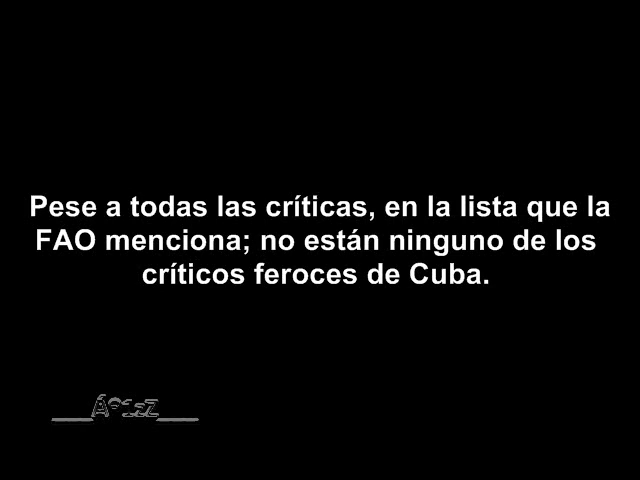 Pese a todas las críticas, en la lista que la
FAO menciona; no están ninguno de los
críticos feroces de Cuba.